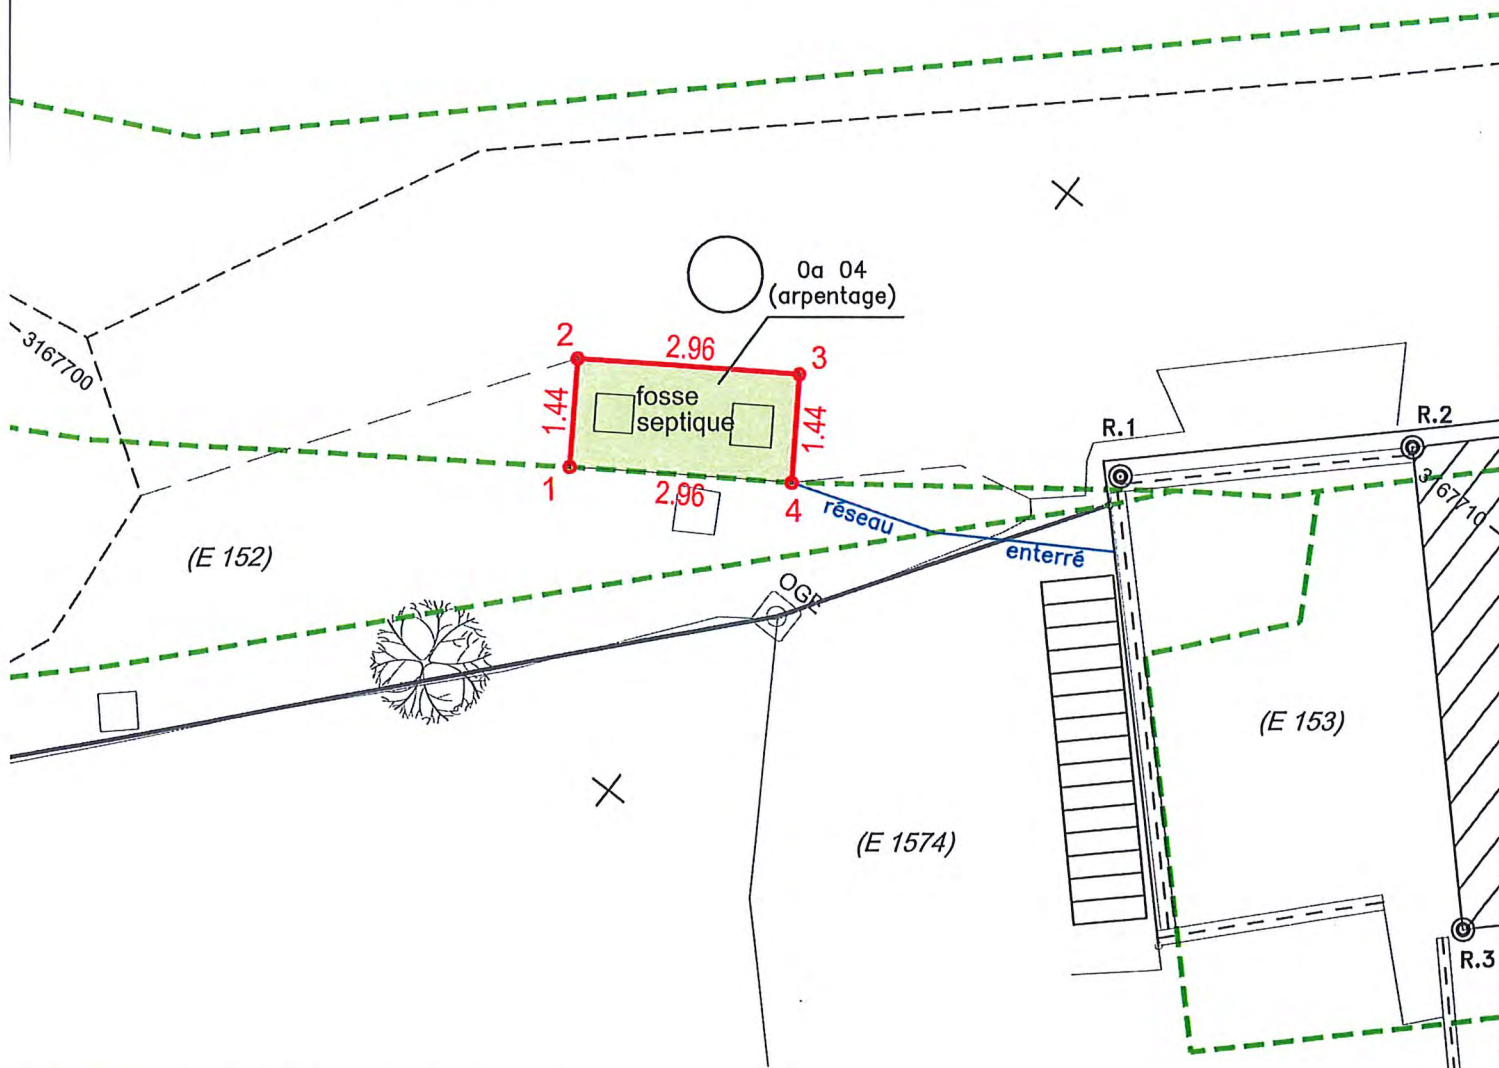 0a 04
(arpentage)
2
2.96
3
3167700
1.44
fosse
septique
1.44
R.1
R.2
1
2.96
4
réseau
enterré
3167710
(E 152)
OGE
(E 153)
(E 1574)
R.3